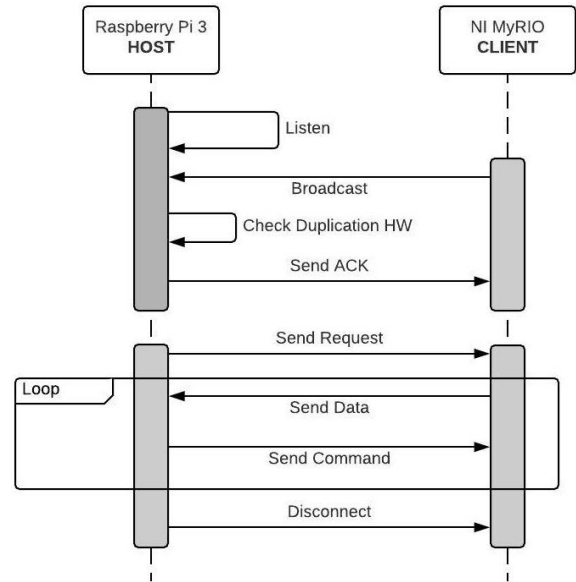 Raspberry Pi 3
HOST
NI MyRIO
CLIENT
Listen
Broadcast
Check Duplication HW
Send ACK
Send Request
Loop
Send Data
Send Command
Disconnect